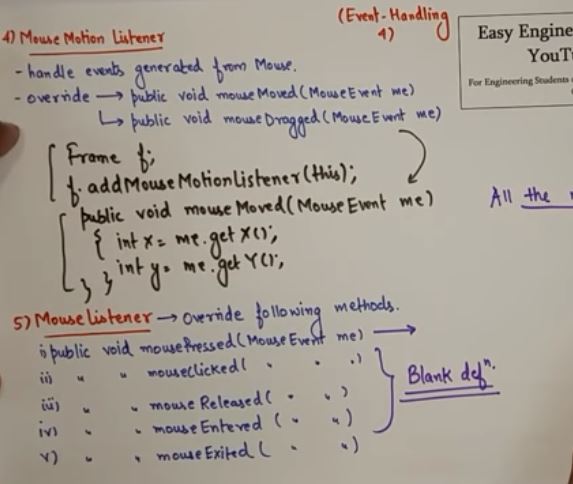 (Event-Handling
4)
4) Mouse Motion Listener
Easy Engine
YouT
For Engineering Students
- handle events generated from Mouse.
- override → public void mouseMoved(MouseEvent me)
↳ public void mouseDragged(MouseEvent me)
Frame f;
f.addMouseMotionListener(this);
public void mouseMoved(MouseEvent me)
{ int x = me.getX();
int y = me.getY();
} }
All the
5) Mouselistener → Override following methods.
i) public void mousePressed(MouseEvent me) →
ii) " " mouseClicked( " " )
iii) " " mouseReleased( " " )
iv) " " mouseEntered ( " " )
v) " " mouseExited ( " " )
Blank defn.